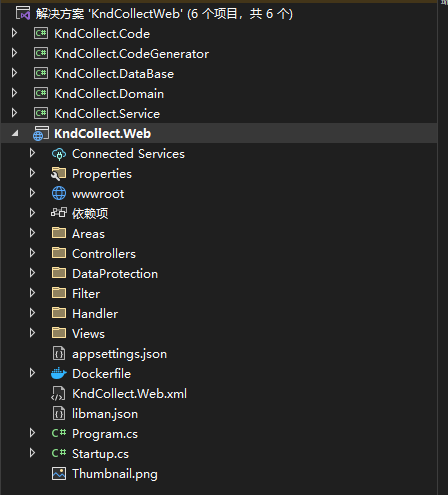 解决方案 'KndCollectWeb' (6 个项目，共 6 个)
KndCollect.Code
KndCollect.CodeGenerator
KndCollect.DataBase
KndCollect.Domain
KndCollect.Service
KndCollect.Web
Connected Services
Properties
wwwroot
依赖项
Areas
Controllers
DataProtection
Filter
Handler
Views
appsettings.json
Dockerfile
KndCollect.Web.xml
libman.json
C# Program.cs
C# Startup.cs
Thumbnail.png